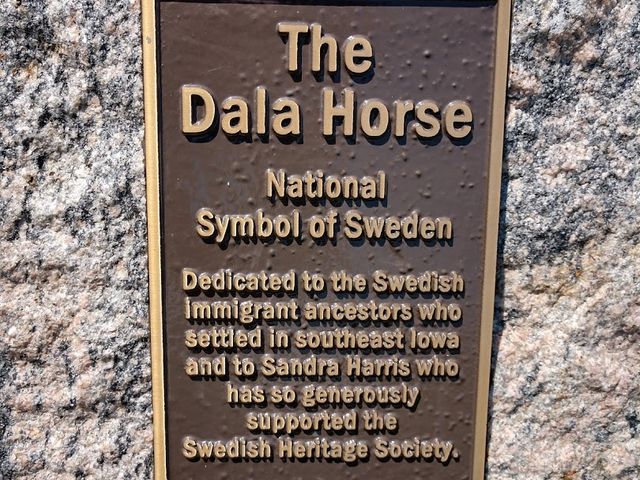 The
Dala Horse
National
Symbol of Sweden
Dedicated to the Swedish
immigrant ancestors who
settled in southeast Iowa
and to Sandra Harris who
has so generously
supported the
Swedish Heritage Society.